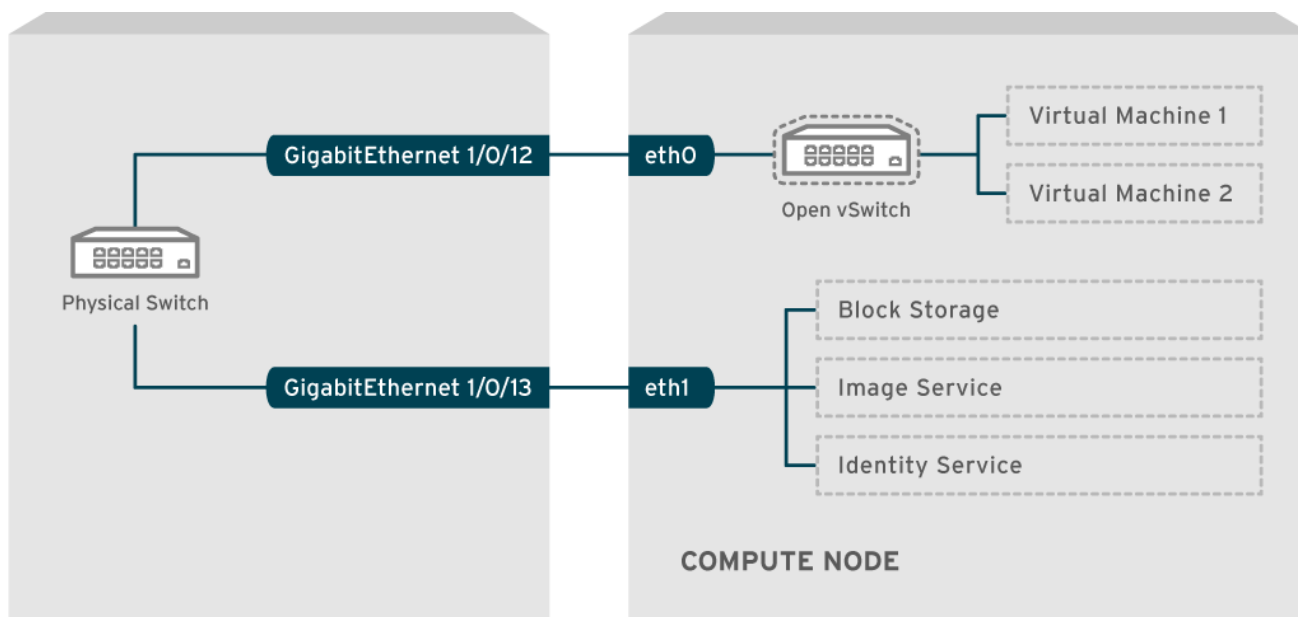 GigabitEthernet 1/0/12
eth0
Open vSwitch
Virtual Machine 1
Virtual Machine 2
Physical Switch
GigabitEthernet 1/0/13
eth1
Block Storage
Image Service
Identity Service
COMPUTE NODE